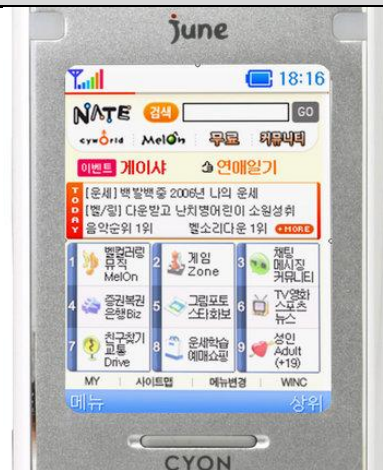 june
18:16
NATE 검색 GO
cyworld MelOn 무료 커뮤니티
이벤트 게이샤 연애일기
TODAY
[운세] 백발백중 2006년 나의 운세
[벨/링] 다운받고 난치병어린이 소원성취
음악순위 1위 벨소리다운 1위 +MORE
1 벨컬러링 뮤직 MelOn
2 게임 Zone
3 채팅 메시징 커뮤니티
4 증권복권 은행Biz
5 그림포토 스타화보
6 TV영화 스포츠 뉴스
7 친구찾기 교통 Drive
8 운세학습 예매쇼핑
9 성인 Adult (+19)
MY 사이트맵 메뉴변경 WINC
메뉴 상위
CYON